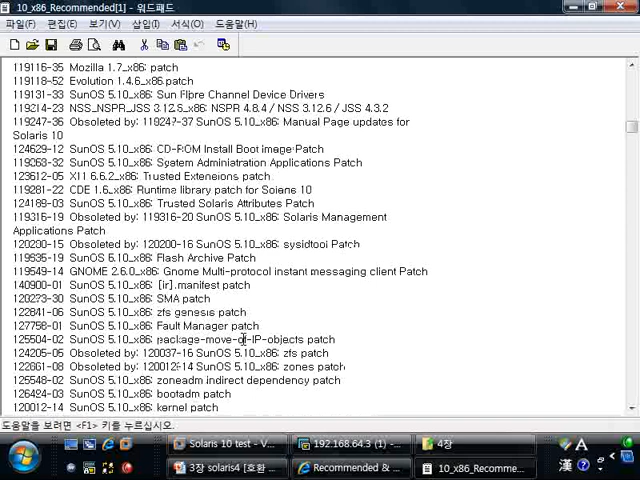 10_x86_Recommended[1] - 워드패드
파일(F) 편집(E) 보기(V) 삽입(I) 서식(O) 도움말(H)
119116-35 Mozilla 1.7_x86: patch
119118-52 Evolution 1.4.6_x86 patch
119131-33 SunOS 5.10_x86: Sun Fibre Channel Device Drivers
119214-23 NSS_NSPR_JSS 3.12.6_x86: NSPR 4.8.4 / NSS 3.12.6 / JSS 4.3.2
119247-36 Obsoleted by: 119247-37 SunOS 5.10_x86: Manual Page updates for
Solaris 10
124629-12 SunOS 5.10_x86: CD-ROM Install Boot image Patch
119063-32 SunOS 5.10_x86: System Administration Applications Patch
123612-05 X11 6.6.2_x86: Trusted Extensions patch
119281-22 CDE 1.6_x86: Runtime library patch for Solaris 10
124189-03 SunOS 5.10_x86: Trusted Solaris Attributes Patch
119316-19 Obsoleted by: 119316-20 SunOS 5.10_x86: Solaris Management
Applications Patch
120200-15 Obsoleted by: 120200-16 SunOS 5.10_x86: sysidtool Patch
119535-19 SunOS 5.10_x86: Flash Archive Patch
119549-14 GNOME 2.6.0_x86: Gnome Multi-protocol instant messaging client Patch
140900-01 SunOS 5.10_x86: [ir].manifest patch
120273-30 SunOS 5.10_x86: SMA patch
122641-06 SunOS 5.10_x86: zfs genesis patch
127756-01 SunOS 5.10_x86: Fault Manager patch
125504-02 SunOS 5.10_x86: package-move-of-IP-objects patch
124205-05 Obsoleted by: 120037-16 SunOS 5.10_x86: zfs patch
122661-08 Obsoleted by: 120012-14 SunOS 5.10_x86: zones patch
125548-02 SunOS 5.10_x86: zoneadm indirect dependency patch
126424-03 SunOS 5.10_x86: bootadm patch
120012-14 SunOS 5.10_x86: kernel patch
도움말을 보려면 <F1> 키를 누르십시오.
Solaris 10 test - V... 192.168.64.3 (1) -... 4장
3장 solaris4 [호환 ... Recommended & ... 10_x86_Recomme...
A
漢